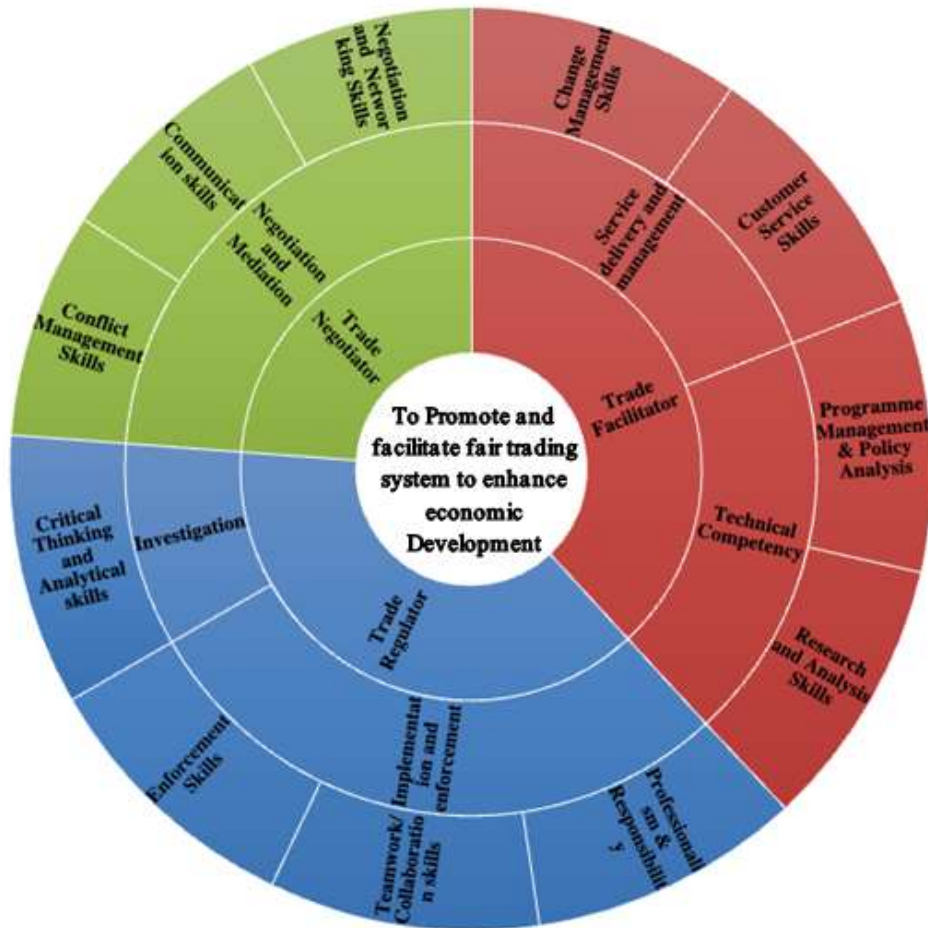 To Promote and
facilitate fair trading
system to enhance
economic
Development
Trade
Facilitator
Service
delivery and
management
Change
Management
Skills
Customer
Service
Skills
Technical
Competency
Programme
Management
& Policy
Analysis
Research
and Analysis
Skills
Trade
Regulator
Implementat
ion and
enforcement
Professionali
sm &
Responsibilit
y
Teamwork/
Collaboratio
n skills
Enforcement
Skills
Investigation
Critical
Thinking
and
Analytical
skills
Trade
Negotiator
Negotiation
and
Mediation
Conflict
Management
Skills
Communicat
ion skills
Negotiation
and Networ
king Skills